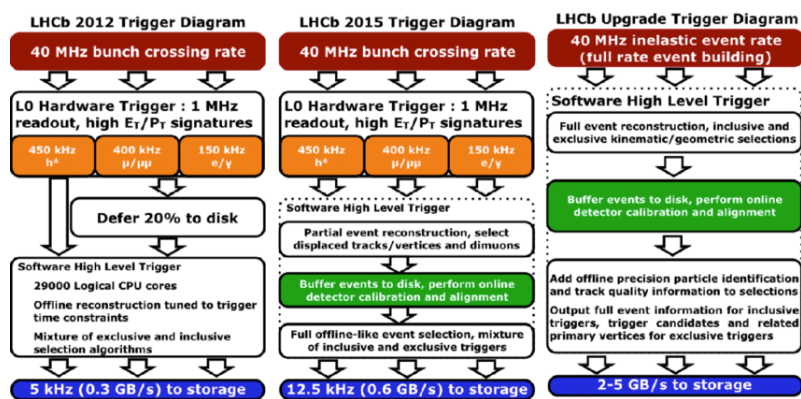 LHCb 2012 Trigger Diagram
40 MHz bunch crossing rate
L0 Hardware Trigger : 1 MHz
readout, high E_T/P_T signatures
450 kHz
h±
400 kHz
μ/μμ
150 kHz
e/γ
Defer 20% to disk
Software High Level Trigger
29000 Logical CPU cores
Offline reconstruction tuned to trigger
time constraints
Mixture of exclusive and inclusive
selection algorithms
5 kHz (0.3 GB/s) to storage
LHCb 2015 Trigger Diagram
40 MHz bunch crossing rate
L0 Hardware Trigger : 1 MHz
readout, high E_T/P_T signatures
450 kHz
h±
400 kHz
μ/μμ
150 kHz
e/γ
Software High Level Trigger
Partial event reconstruction, select
displaced tracks/vertices and dimuons
Buffer events to disk, perform online
detector calibration and alignment
Full offline-like event selection, mixture
of inclusive and exclusive triggers
12.5 kHz (0.6 GB/s) to storage
LHCb Upgrade Trigger Diagram
40 MHz inelastic event rate
(full rate event building)
Software High Level Trigger
Full event reconstruction, inclusive and
exclusive kinematic/geometric selections
Buffer events to disk, perform online
detector calibration and alignment
Add offline precision particle identification
and track quality information to selections
Output full event information for inclusive
triggers, trigger candidates and related
primary vertices for exclusive triggers
2-5 GB/s to storage